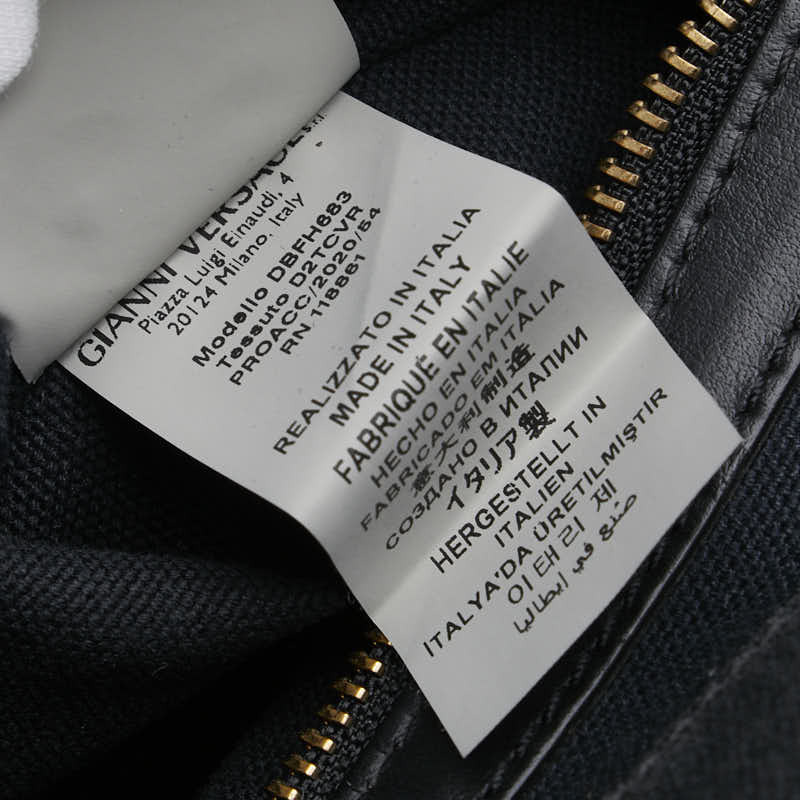 GIANNI VERSACE s.r.l.
Piazza Luigi Einaudi, 4
20124 Milano. Italy
Modello DBFH683
Tessuto D2TCVR
PROACC/2020/54
RN 118861
REALIZZATO IN ITALIA
MADE IN ITALY
FABRIQUÉ EN ITALIE
HECHO EN ITALIA
FABRICADO EM ITALIA
意大利制造
СОЗДАНО В ИТАЛИИ
イタリア製
HERGESTELLT IN
ITALIEN
ITALYA'DA ÜRETILMIŞTIR
이태리 제
صنع في إيطاليا